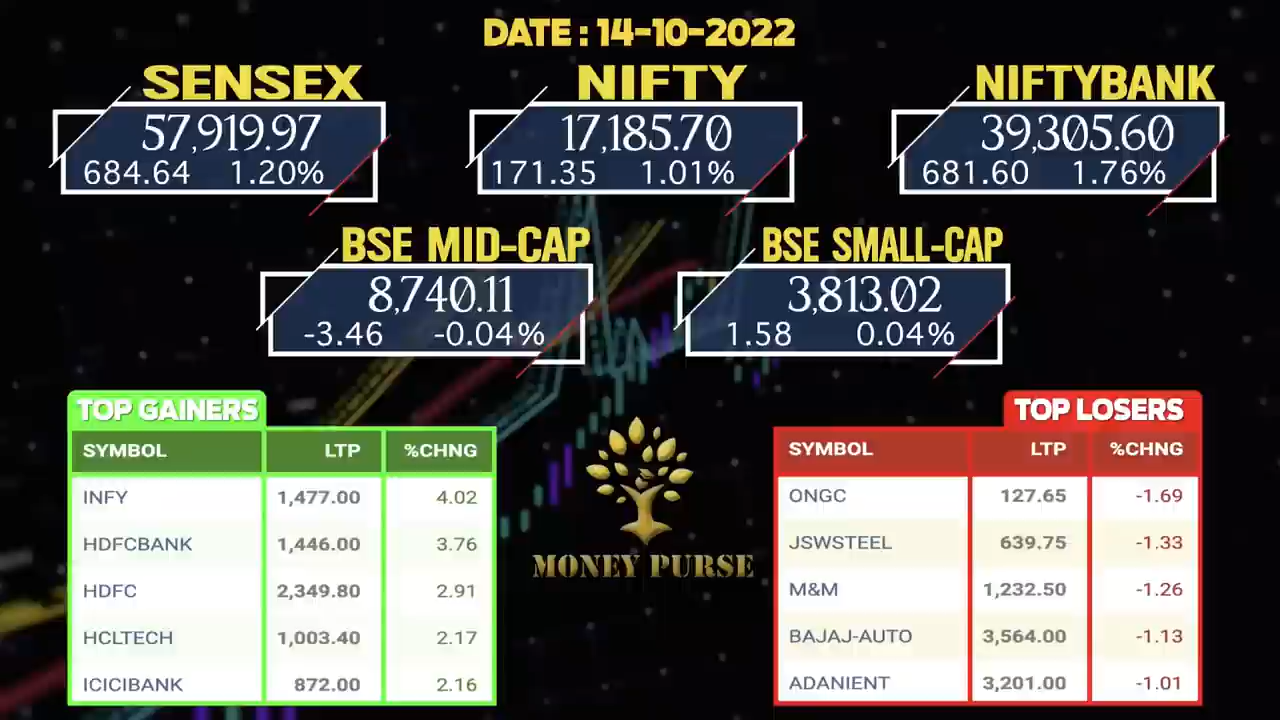 DATE : 14-10-2022
SENSEX
57,919.97
684.64 1.20%
NIFTY
17,185.70
171.35 1.01%
NIFTYBANK
39,305.60
681.60 1.76%
BSE MID-CAP
8,740.11
-3.46 -0.04%
BSE SMALL-CAP
3,813.02
1.58 0.04%
TOP GAINERS
SYMBOL LTP %CHNG
INFY 1,477.00 4.02
HDFCBANK 1,446.00 3.76
HDFC 2,349.80 2.91
HCLTECH 1,003.40 2.17
ICICIBANK 872.00 2.16
MONEY PURSE
TOP LOSERS
SYMBOL LTP %CHNG
ONGC 127.65 -1.69
JSWSTEEL 639.75 -1.33
M&M 1,232.50 -1.26
BAJAJ-AUTO 3,564.00 -1.13
ADANIENT 3,201.00 -1.01